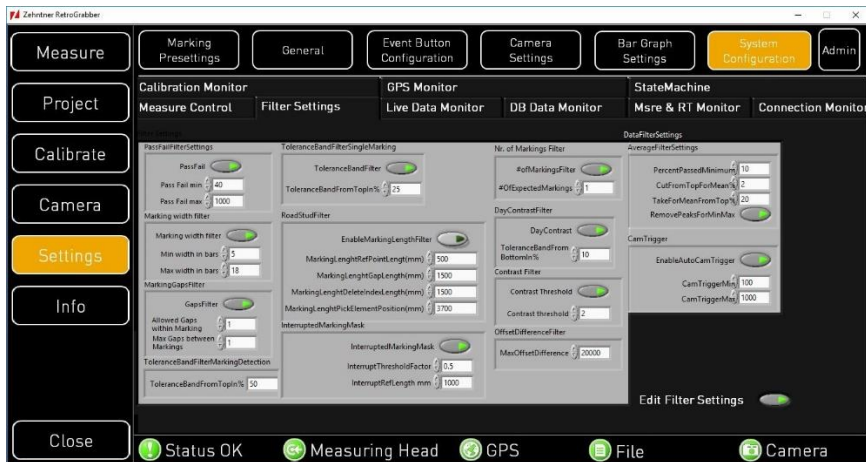 Zehntner RetroGrabber
Measure
Project
Calibrate
Camera
Settings
Info
Close
Marking Presettings
General
Event Button Configuration
Camera Settings
Bar Graph Settings
System Configuration
Admin
Calibration Monitor
GPS Monitor
StateMachine
Measure Control
Filter Settings
Live Data Monitor
DB Data Monitor
Msre & RT Monitor
Connection Monitor
PassFailFilterSettings
PassFail
Pass Fail min 40
Pass Fail max 1000
Marking width filter
Marking width filter
Min width in bars 5
Max width in bars 18
MarkingGapsFilter
GapsFilter
Allowed Gaps within Marking 1
Max Gaps between Markings 1
ToleranceBandFilterMarkingDetection
ToleranceBandFromTopIn% 50
ToleranceBandFilterSingleMarking
ToleranceBandFilter
ToleranceBandFromTopIn% 25
RoadStudFilter
EnableMarkingLengthFilter
MarkingLenghtRefPointLengt(mm) 500
MarkingLenghtGapLength(mm) 1500
MarkingLenghtDeleteIndexLength(mm) 1500
MarkingLenghtPickElementPosition(mm) 3700
InterruptedMarkingMask
InterruptedMarkingMask
InterruptThresholdFactor 0.5
InterruptRefLength mm 1000
Nr. of Markings Filter
#ofMarkingsFilter
#OfExpectedMarkings 1
DayContrastFilter
DayContrast
ToleranceBandFrom BottomIn% 10
Contrast Filter
Contrast Threshold
Contrast threshold 2
OffsetDifferenceFilter
MaxOffsetDifference 20000
DataFilterSettings
AverageFilterSettings
PercentPassedMinimum 10
CutFromTopForMean% 2
TakeForMeanFromTop% 20
RemovePeaksForMinMax
CamTrigger
EnableAutoCamTrigger
CamTriggerMin 100
CamTriggerMax 1000
Edit Filter Settings
Status OK
Measuring Head
GPS
File
Camera